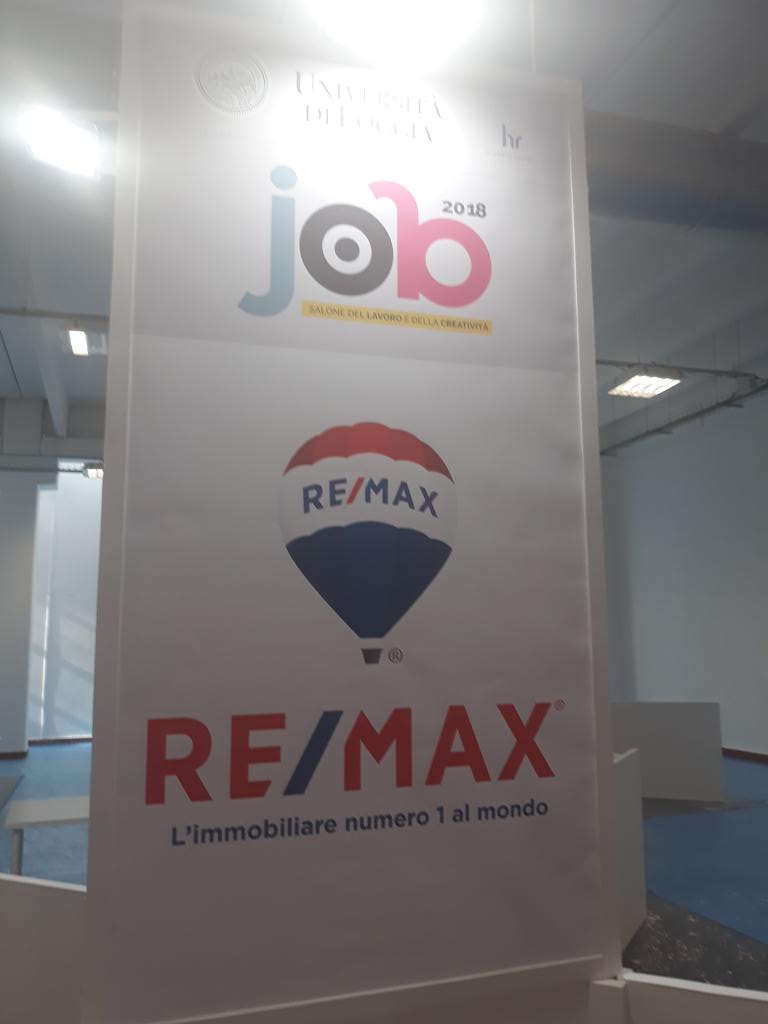 UNIVERSITÀ
DI FOGGIA
hr
job
2018
SALONE DEL LAVORO E DELLA CREATIVITÀ
RE/MAX
®
RE/MAX®
L'immobiliare numero 1 al mondo